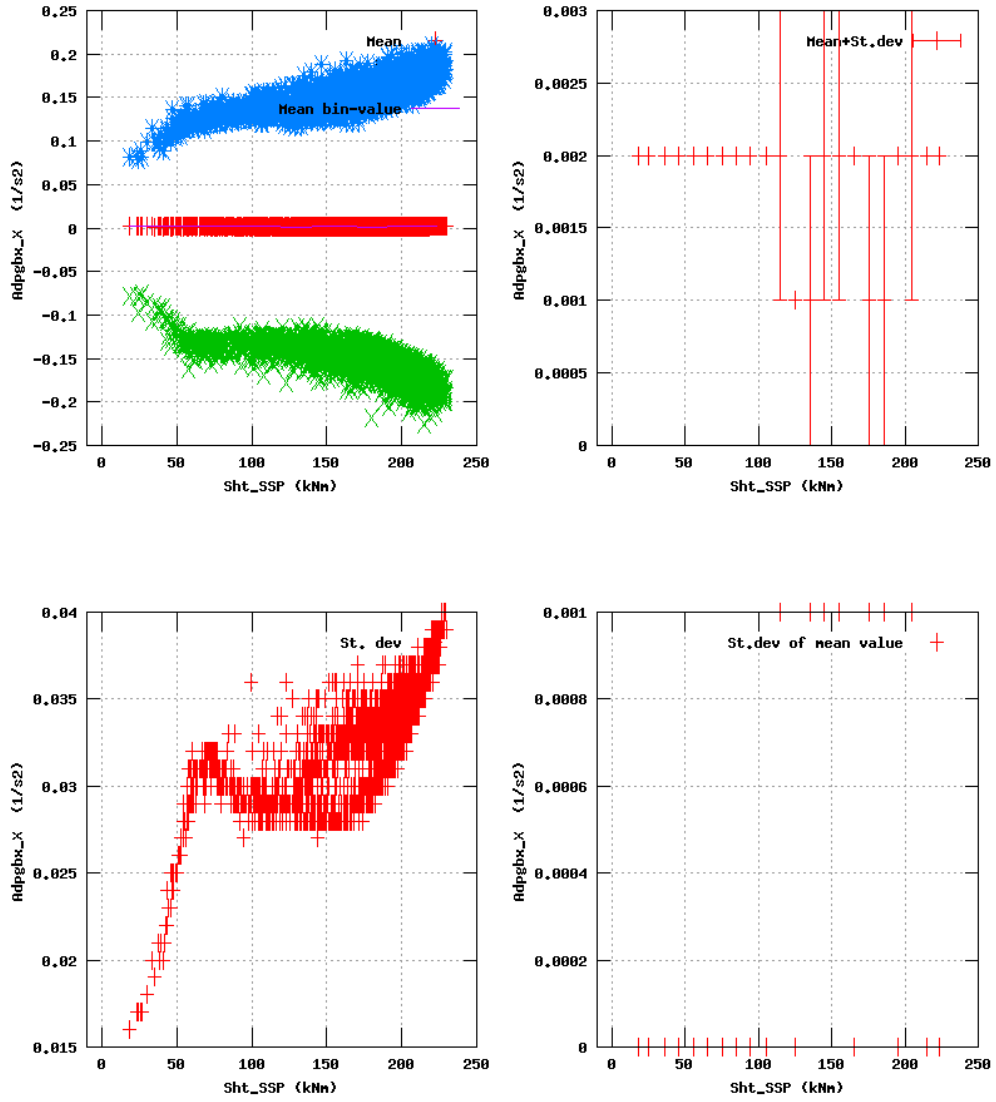 0.25
0.2
0.15
0.1
0.05
0
-0.05
-0.1
-0.15
-0.2
-0.25
Adpgbx_X (1/s2)
Mean
Mean bin-value
0 50 100 150 200 250
Sht_SSP (kNm)
0.003
0.0025
0.002
0.0015
0.001
0.0005
0
Adpgbx_X (1/s2)
Mean+St.dev
0 50 100 150 200 250
Sht_SSP (kNm)
0.04
0.035
0.03
0.025
0.02
0.015
Adpgbx_X (1/s2)
St. dev
0 50 100 150 200 250
Sht_SSP (kNm)
0.001
0.0008
0.0006
0.0004
0.0002
0
Adpgbx_X (1/s2)
St.dev of mean value
0 50 100 150 200 250
Sht_SSP (kNm)